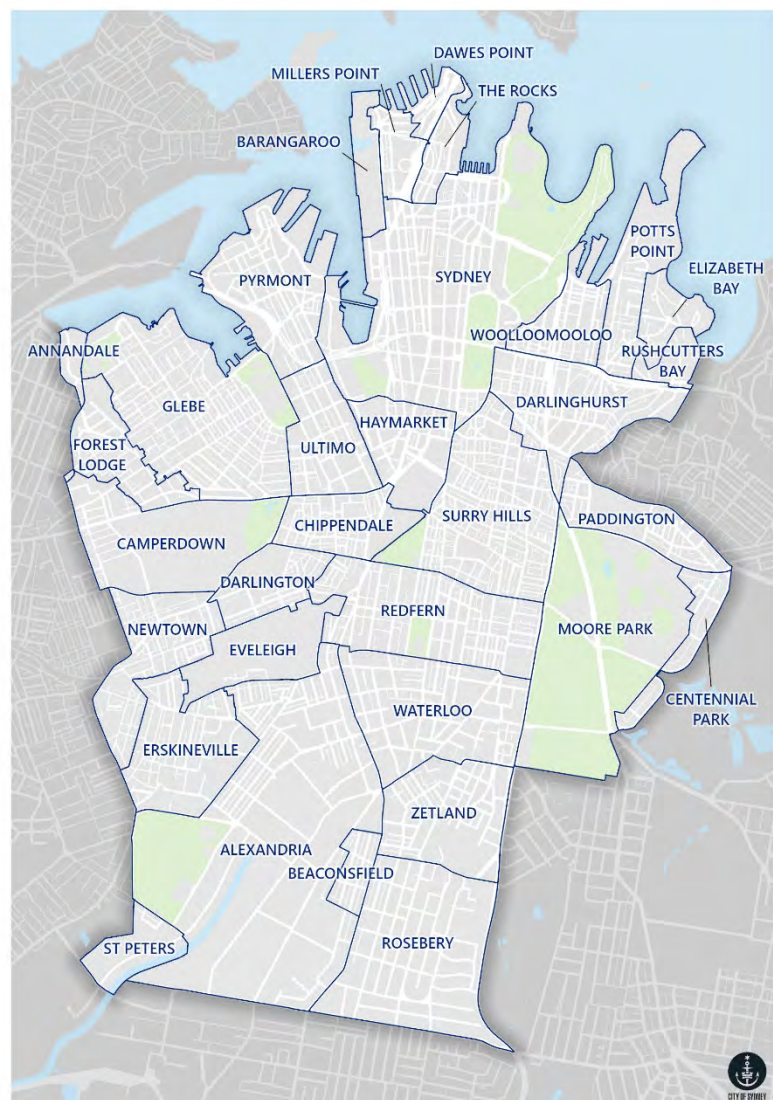 DAWES POINT
MILLERS POINT
THE ROCKS
BARANGAROO
POTTS
POINT
PYRMONT
SYDNEY
ELIZABETH
BAY
WOOLLOOMOOLOO
ANNANDALE
RUSHCUTTERS
BAY
GLEBE
DARLINGHURST
HAYMARKET
FOREST
LODGE
ULTIMO
SURRY HILLS
PADDINGTON
CHIPPENDALE
CAMPERDOWN
DARLINGTON
REDFERN
NEWTOWN
MOORE PARK
EVELEIGH
CENTENNIAL
PARK
WATERLOO
ERSKINEVILLE
ZETLAND
ALEXANDRIA
BEACONSFIELD
ROSEBERY
ST PETERS
CITY OF SYDNEY